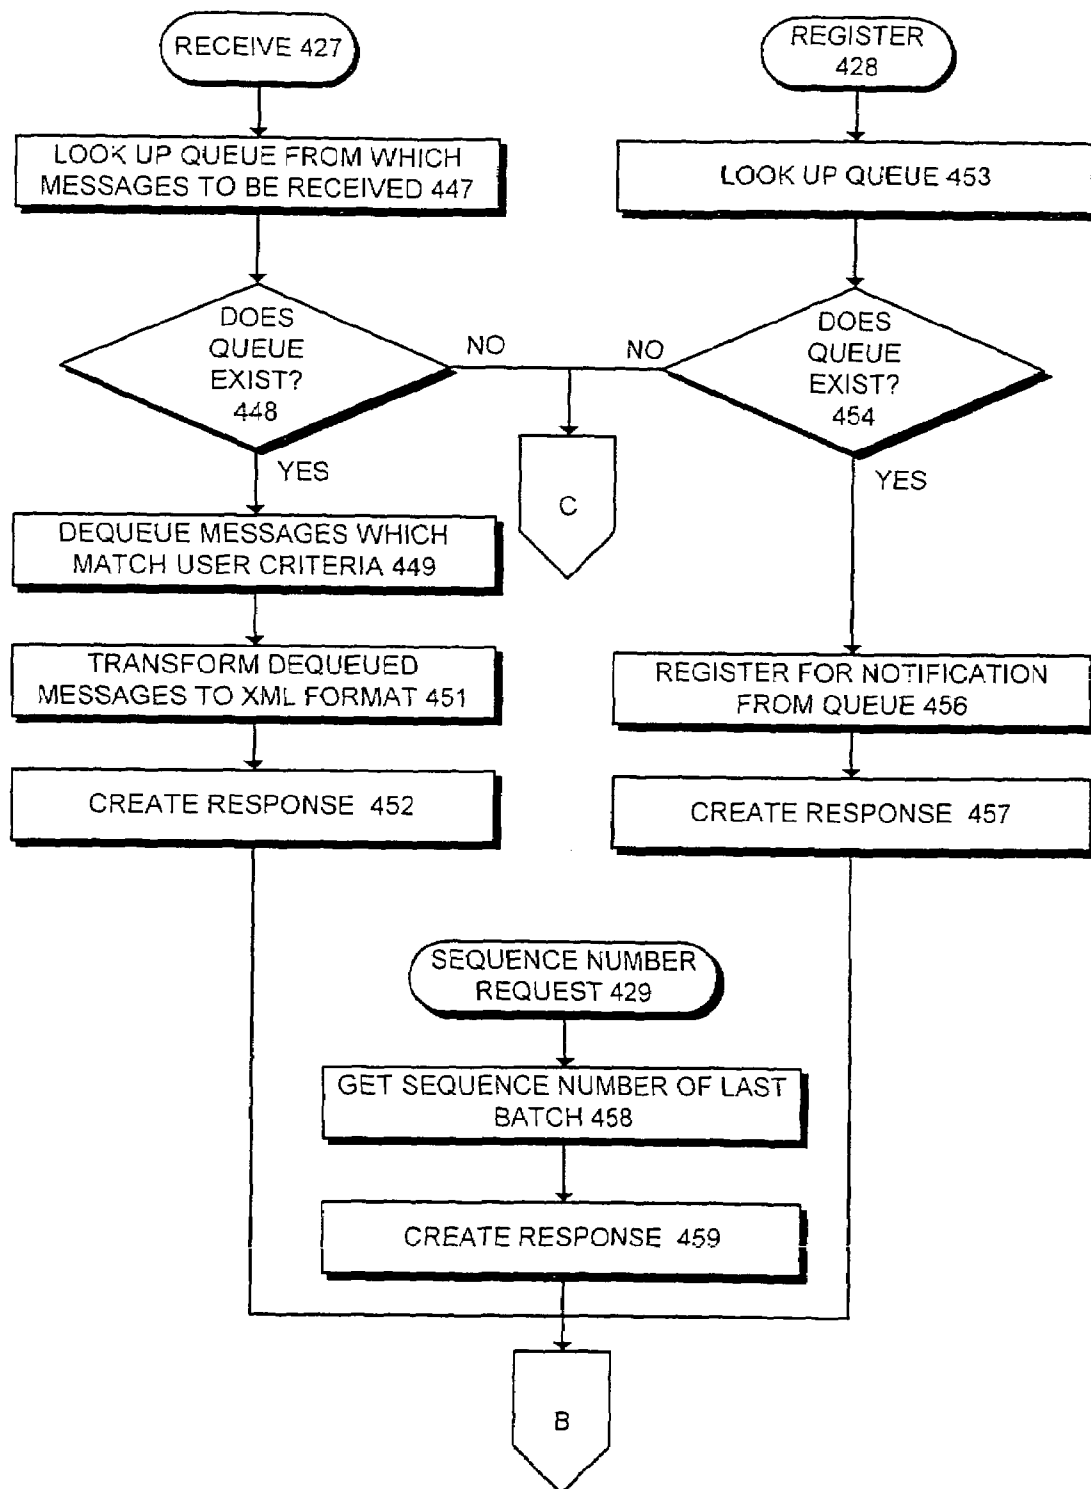 RECEIVE 427
LOOK UP QUEUE FROM WHICH
MESSAGES TO BE RECEIVED 447
DOES
QUEUE
EXIST?
448
NO
YES
DEQUEUE MESSAGES WHICH
MATCH USER CRITERIA 449
TRANSFORM DEQUEUED
MESSAGES TO XML FORMAT 451
CREATE RESPONSE 452
REGISTER
428
LOOK UP QUEUE 453
DOES
QUEUE
EXIST?
454
NO
YES
C
REGISTER FOR NOTIFICATION
FROM QUEUE 456
CREATE RESPONSE 457
SEQUENCE NUMBER
REQUEST 429
GET SEQUENCE NUMBER OF LAST
BATCH 458
CREATE RESPONSE 459
B